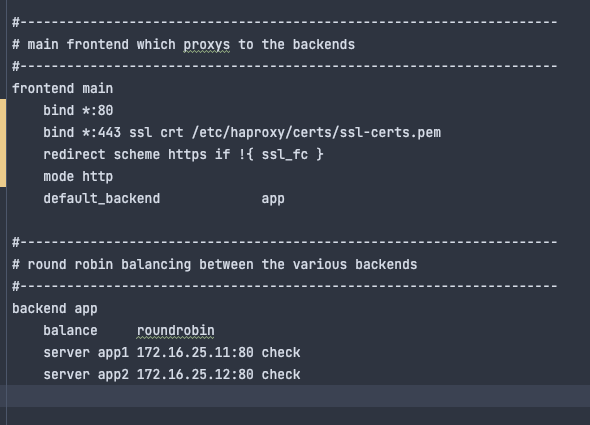 #---------------------------------------------------------------------
# main frontend which proxys to the backends
#---------------------------------------------------------------------
frontend main
    bind *:80
    bind *:443 ssl crt /etc/haproxy/certs/ssl-certs.pem
    redirect scheme https if !{ ssl_fc }
    mode http
    default_backend             app

#---------------------------------------------------------------------
# round robin balancing between the various backends
#---------------------------------------------------------------------
backend app
    balance     roundrobin
    server app1 172.16.25.11:80 check
    server app2 172.16.25.12:80 check